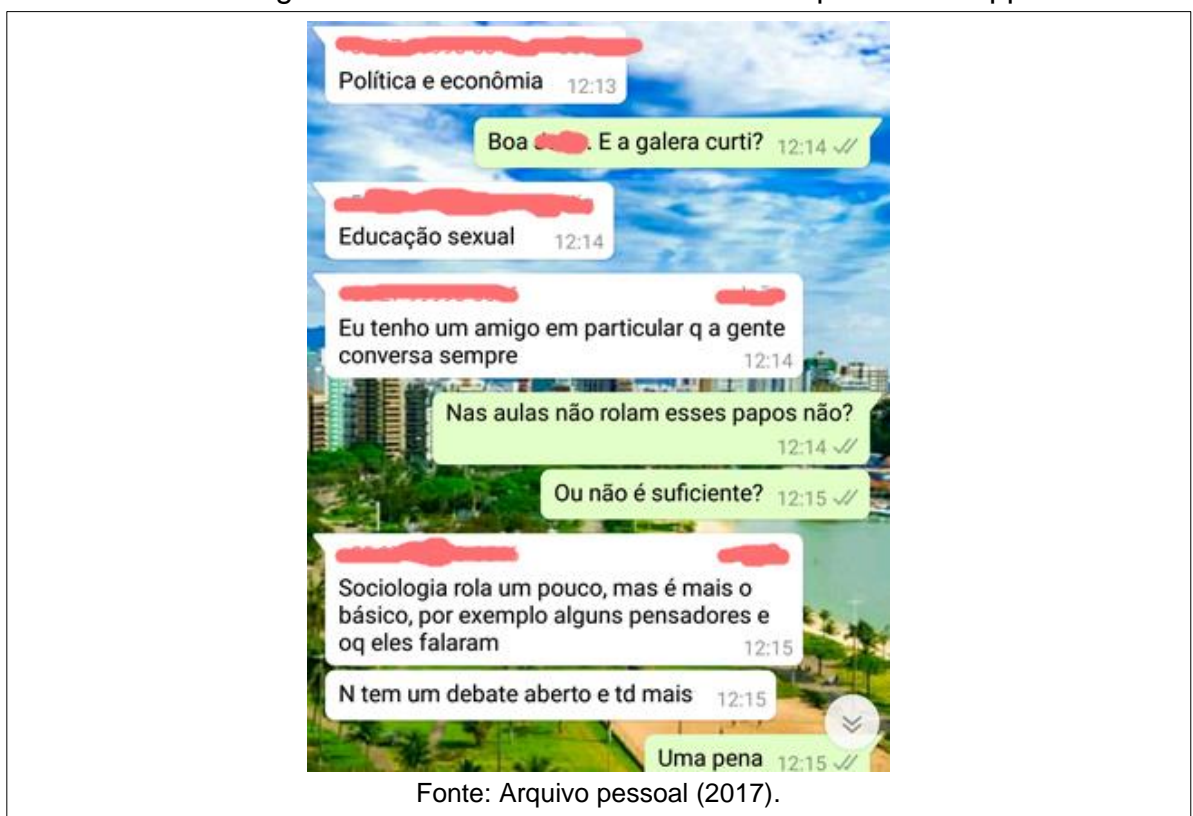 Política e econômia 12:13
Boa . E a galera curti? 12:14
Educação sexual 12:14
Eu tenho um amigo em particular q a gente
conversa sempre 12:14
Nas aulas não rolam esses papos não?
12:14
Ou não é suficiente? 12:15
Sociologia rola um pouco, mas é mais o
básico, por exemplo alguns pensadores e
oq eles falaram 12:15
N tem um debate aberto e td mais 12:15
Uma pena 12:15
Fonte: Arquivo pessoal (2017).